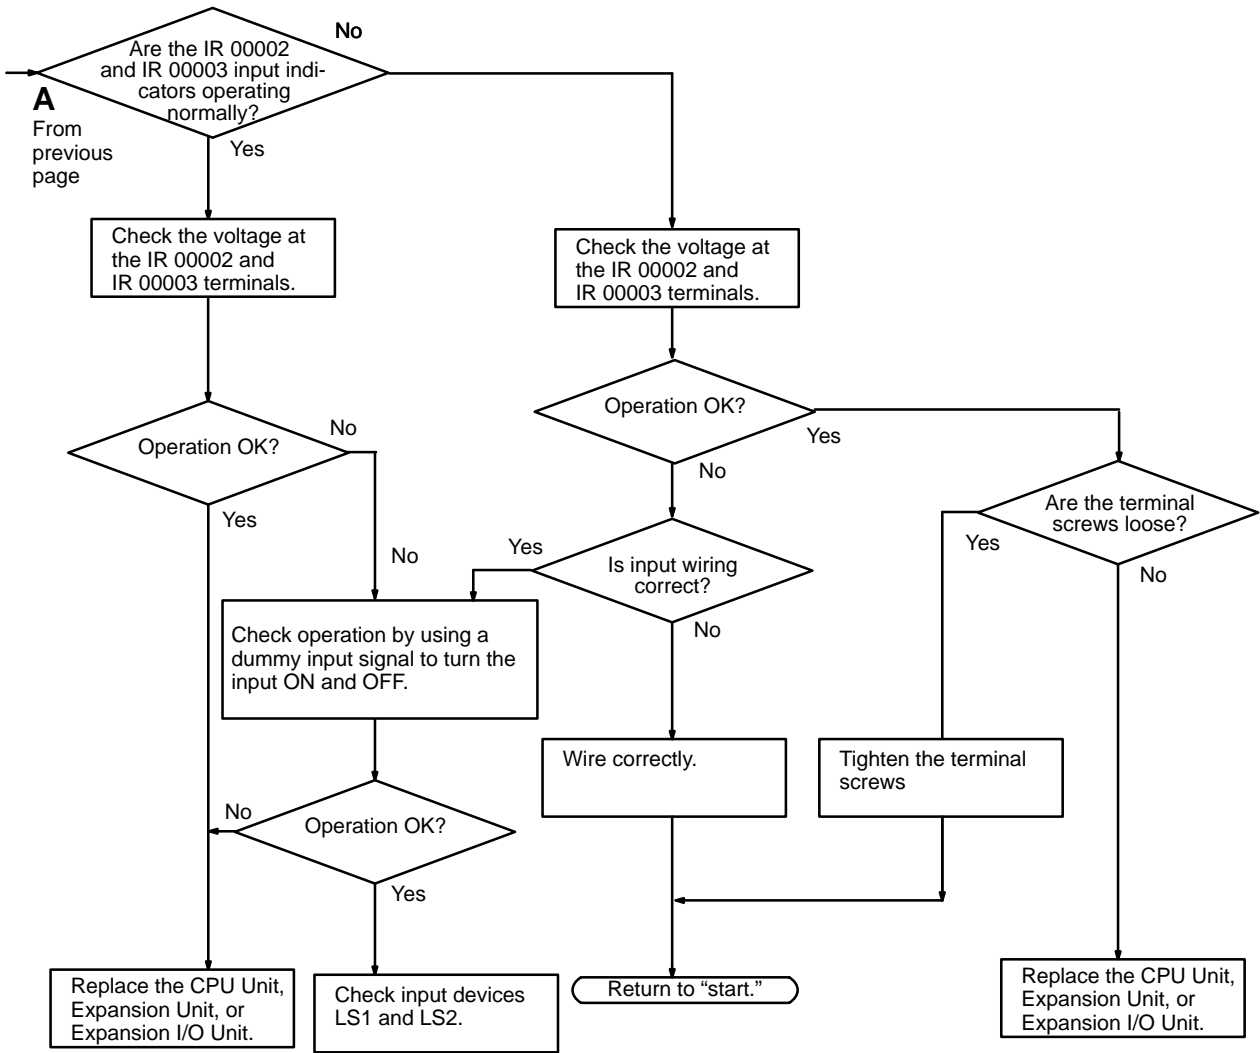 No
Are the IR 00002
and IR 00003 input indi-
cators operating
normally?
A
From
previous
page
Yes
Check the voltage at
the IR 00002 and
IR 00003 terminals.
Check the voltage at
the IR 00002 and
IR 00003 terminals.
Operation OK?
Yes
No
Operation OK?
No
Yes
Are the terminal
screws loose?
Yes
No
No
Yes
Is input wiring
correct?
No
Check operation by using a
dummy input signal to turn the
input ON and OFF.
Wire correctly.
Tighten the terminal
screws
No
Operation OK?
Yes
Replace the CPU Unit,
Expansion Unit, or
Expansion I/O Unit.
Check input devices
LS1 and LS2.
Return to “start.”
Replace the CPU Unit,
Expansion Unit, or
Expansion I/O Unit.